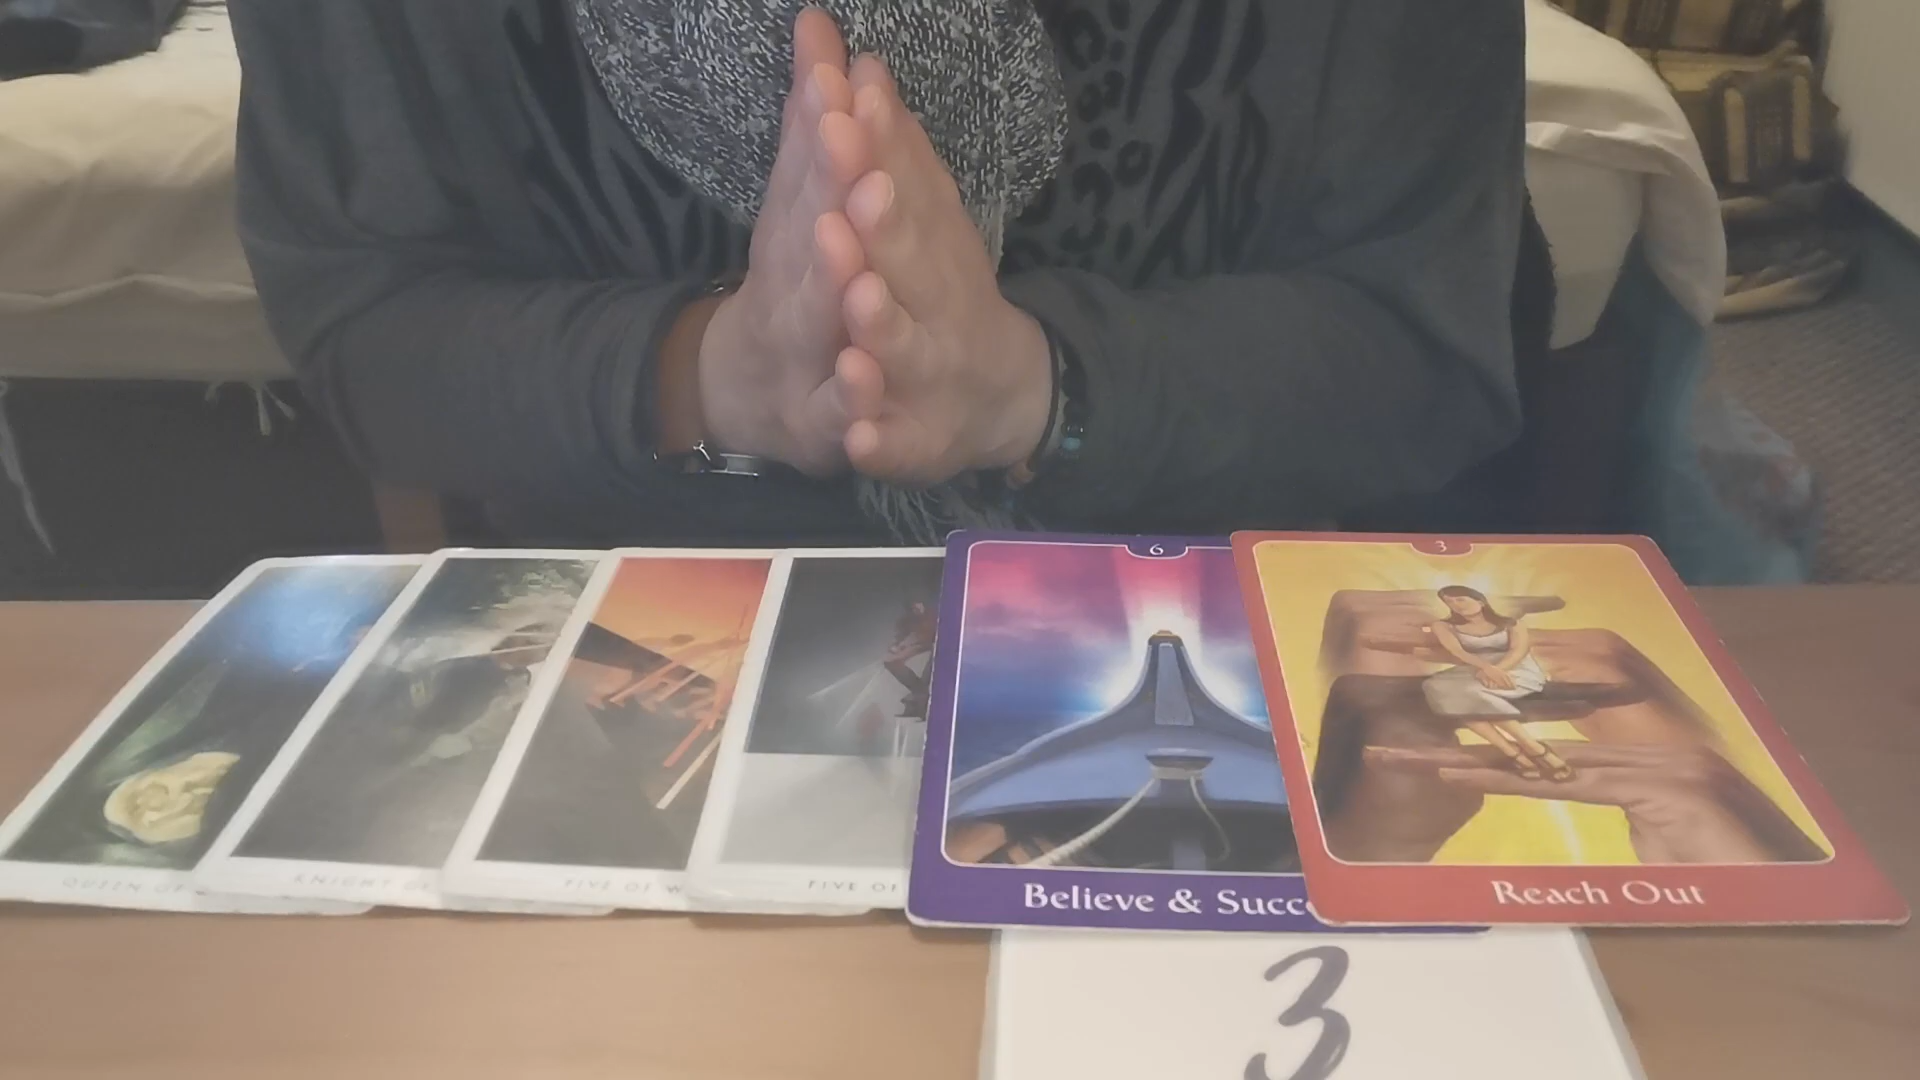 6
3
QUEEN OF
KNIGHT OF
FIVE OF W
FIVE OF
Believe & Succe
Reach Out
3